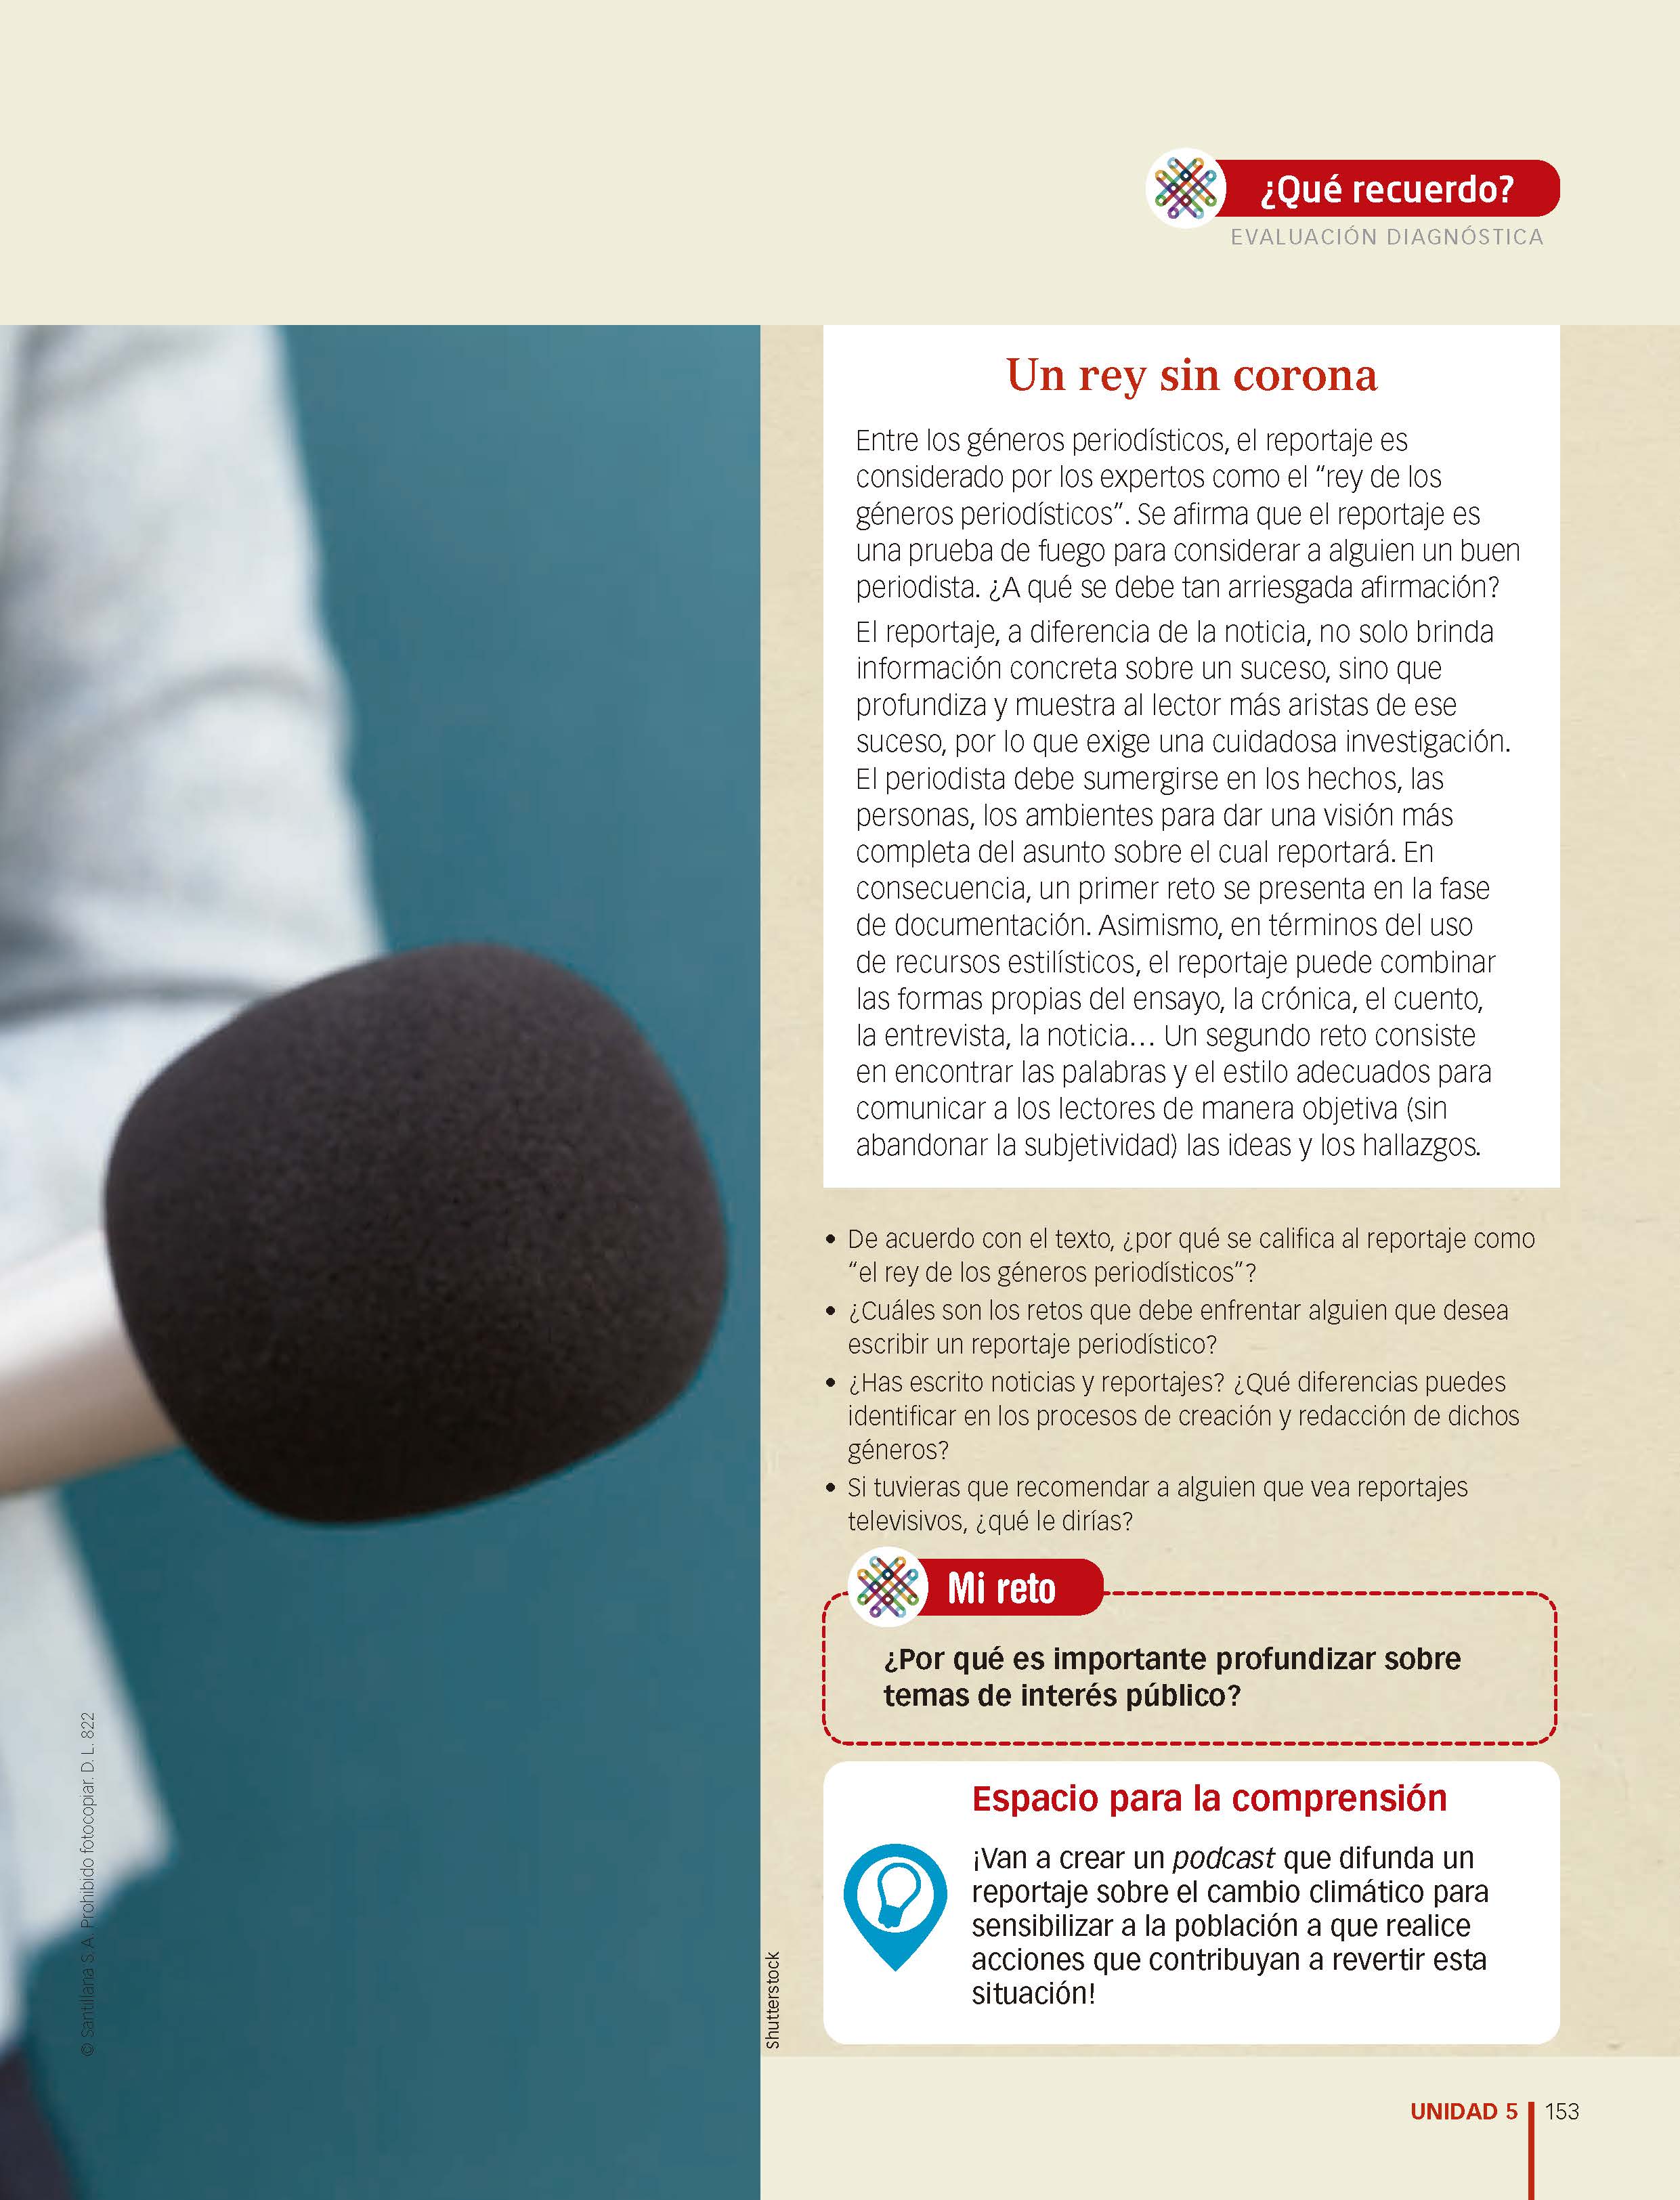 ¿Qué recuerdo?
EVALUACIÓN DIAGNÓSTICA
Un rey sin corona
Entre los géneros periodísticos, el reportaje es
considerado por los expertos como el “rey de los
géneros periodísticos”. Se afirma que el reportaje es
una prueba de fuego para considerar a alguien un buen
periodista. ¿A qué se debe tan arriesgada afirmación?
El reportaje, a diferencia de la noticia, no solo brinda
información concreta sobre un suceso, sino que
profundiza y muestra al lector más aristas de ese
suceso, por lo que exige una cuidadosa investigación.
El periodista debe sumergirse en los hechos, las
personas, los ambientes para dar una visión más
completa del asunto sobre el cual reportará. En
consecuencia, un primer reto se presenta en la fase
de documentación. Asimismo, en términos del uso
de recursos estilísticos, el reportaje puede combinar
las formas propias del ensayo, la crónica, el cuento,
la entrevista, la noticia… Un segundo reto consiste
en encontrar las palabras y el estilo adecuados para
comunicar a los lectores de manera objetiva (sin
abandonar la subjetividad) las ideas y los hallazgos.
• De acuerdo con el texto, ¿por qué se califica al reportaje como
“el rey de los géneros periodísticos”?
• ¿Cuáles son los retos que debe enfrentar alguien que desea
escribir un reportaje periodístico?
• ¿Has escrito noticias y reportajes? ¿Qué diferencias puedes
identificar en los procesos de creación y redacción de dichos
géneros?
• Si tuvieras que recomendar a alguien que vea reportajes
televisivos, ¿qué le dirías?
Mi reto
¿Por qué es importante profundizar sobre
temas de interés público?
Espacio para la comprensión
¡Van a crear un podcast que difunda un
reportaje sobre el cambio climático para
sensibilizar a la población a que realice
acciones que contribuyan a revertir esta
situación!
© Santillana S. A. Prohibido fotocopiar. D. L. 822
Shutterstock
UNIDAD 5 153